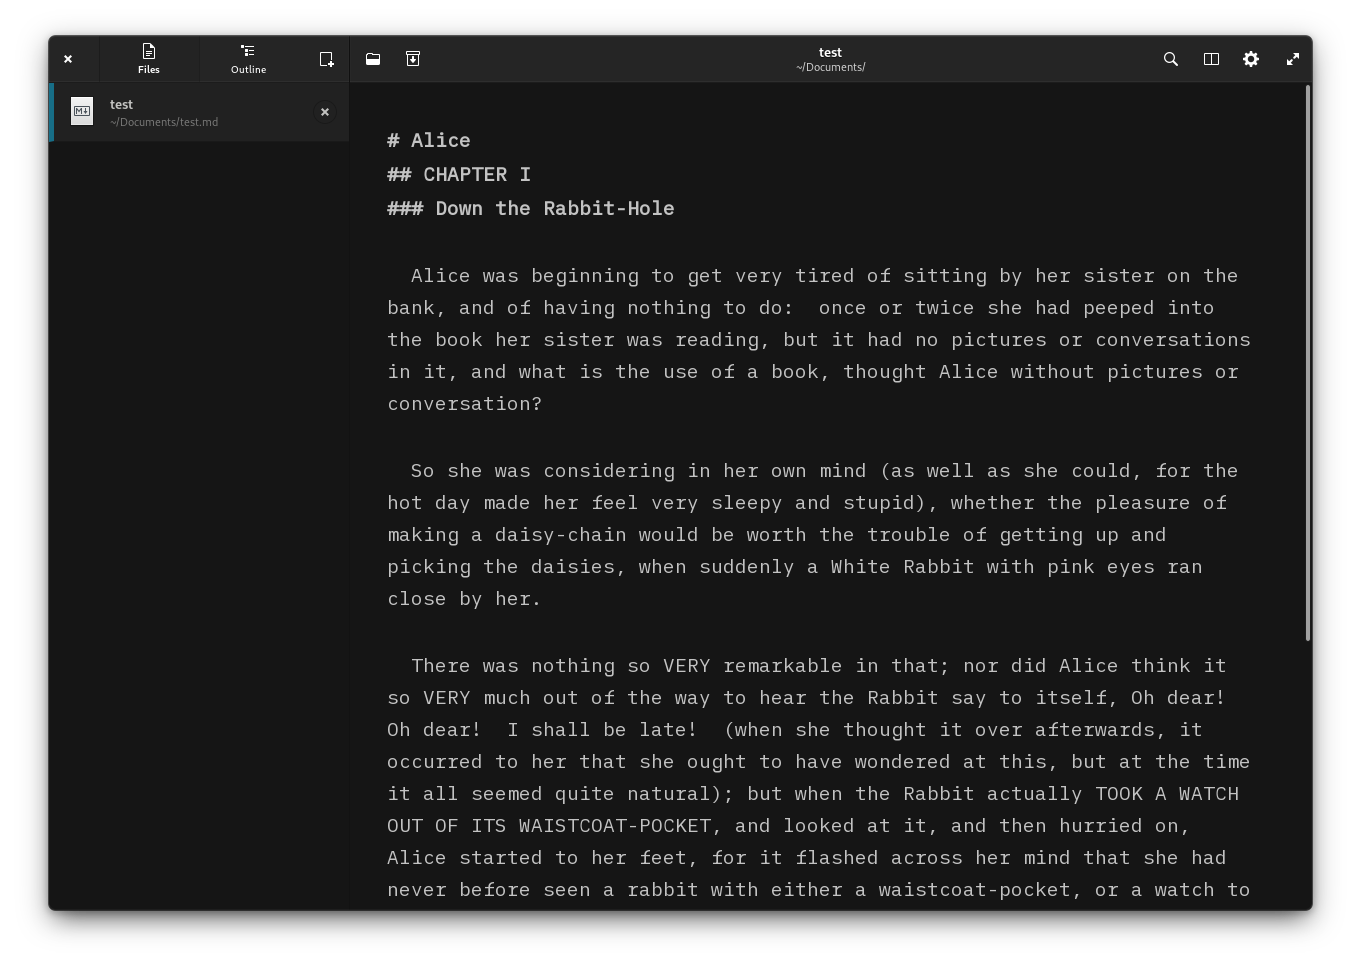 Files
Outline
test
~/Documents/
test
~/Documents/test.md
# Alice
## CHAPTER I
### Down the Rabbit-Hole
Alice was beginning to get very tired of sitting by her sister on the
bank, and of having nothing to do:  once or twice she had peeped into
the book her sister was reading, but it had no pictures or conversations
in it, and what is the use of a book, thought Alice without pictures or
conversation?
So she was considering in her own mind (as well as she could, for the
hot day made her feel very sleepy and stupid), whether the pleasure of
making a daisy-chain would be worth the trouble of getting up and
picking the daisies, when suddenly a White Rabbit with pink eyes ran
close by her.
There was nothing so VERY remarkable in that; nor did Alice think it
so VERY much out of the way to hear the Rabbit say to itself, Oh dear!
Oh dear!  I shall be late!  (when she thought it over afterwards, it
occurred to her that she ought to have wondered at this, but at the time
it all seemed quite natural); but when the Rabbit actually TOOK A WATCH
OUT OF ITS WAISTCOAT-POCKET, and looked at it, and then hurried on,
Alice started to her feet, for it flashed across her mind that she had
never before seen a rabbit with either a waistcoat-pocket, or a watch to